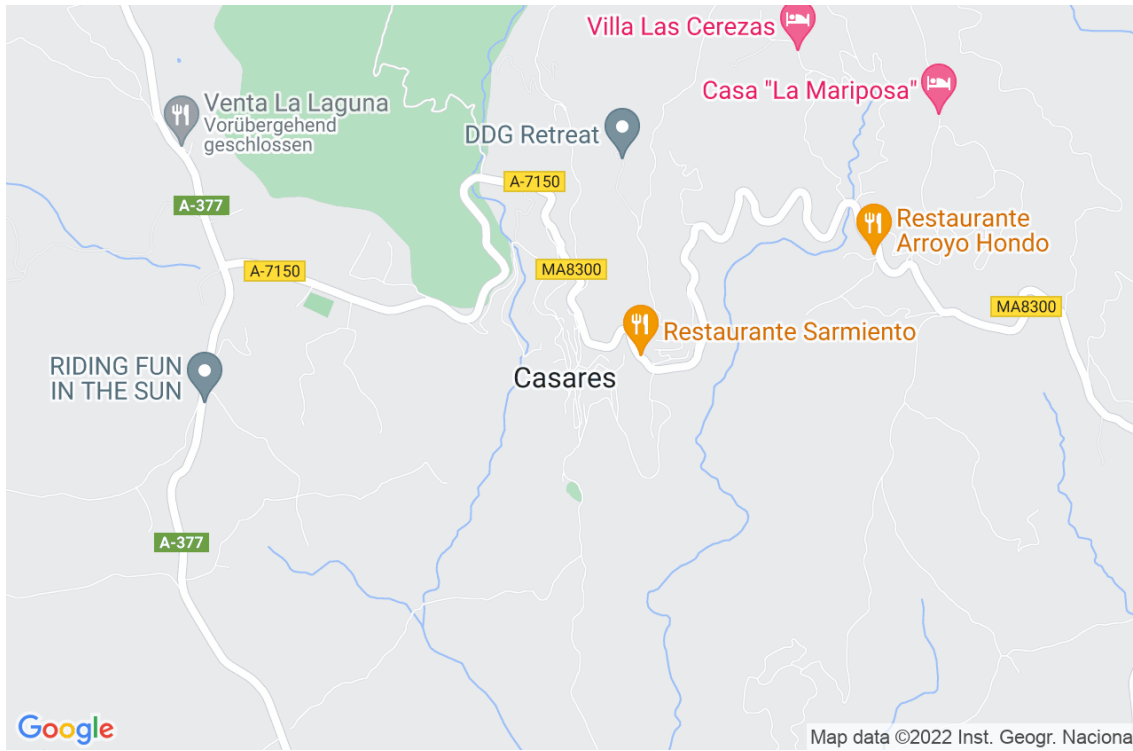 Villa Las Cerezas
Casa "La Mariposa"
Venta La Laguna
Vorübergehend
geschlossen
DDG Retreat
A-7150
A-377
Restaurante
Arroyo Hondo
A-7150
MA8300
MA8300
Restaurante Sarmiento
RIDING FUN
IN THE SUN
Casares
A-377
Google
Map data ©2022 Inst. Geogr. Naciona